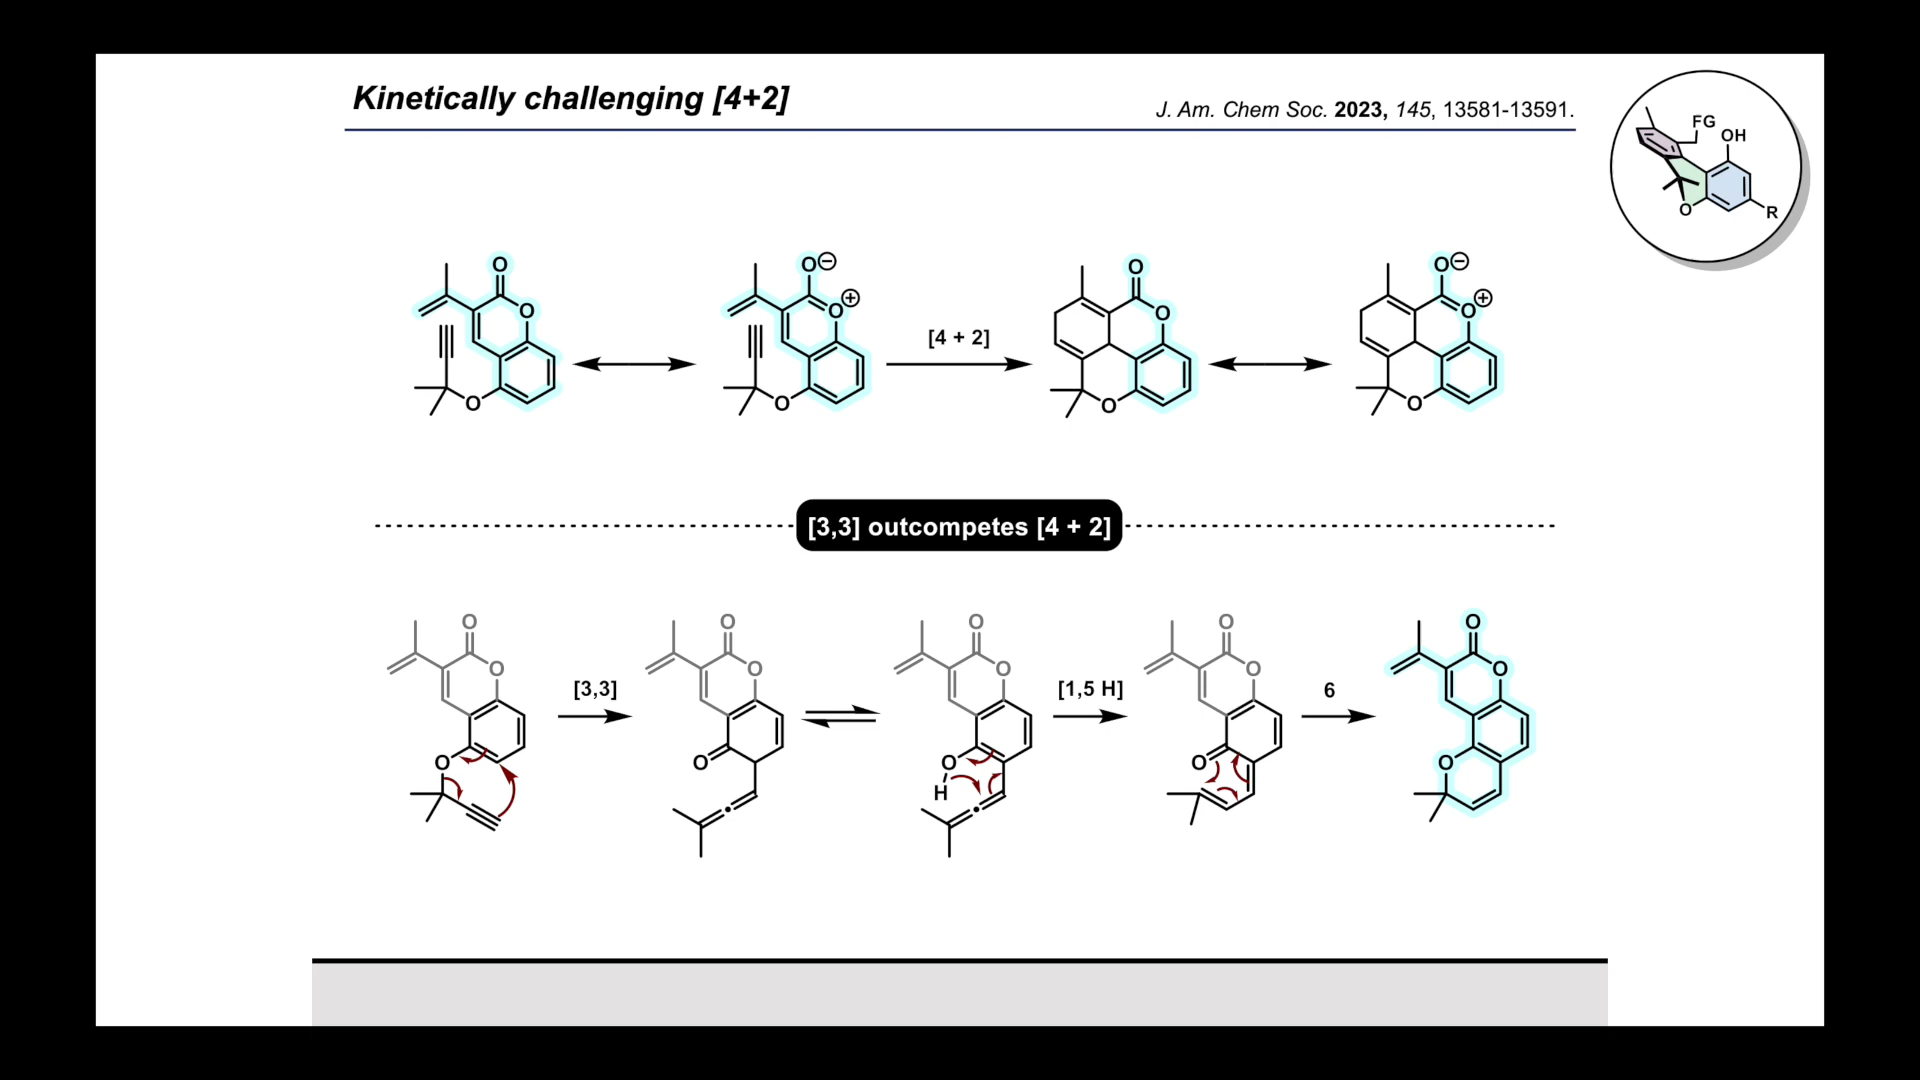 Kinetically challenging [4+2]
J. Am. Chem Soc. 2023, 145, 13581-13591.
FG
OH
O
R
O
O
O
O⊖
O⊕
O
[4 + 2]
O
O
O
O⊖
O⊕
O
[3,3] outcompetes [4 + 2]
O
O
O
[3,3]
O
O
O
O
O
O
H
[1,5 H]
O
O
O
6
O
O
O